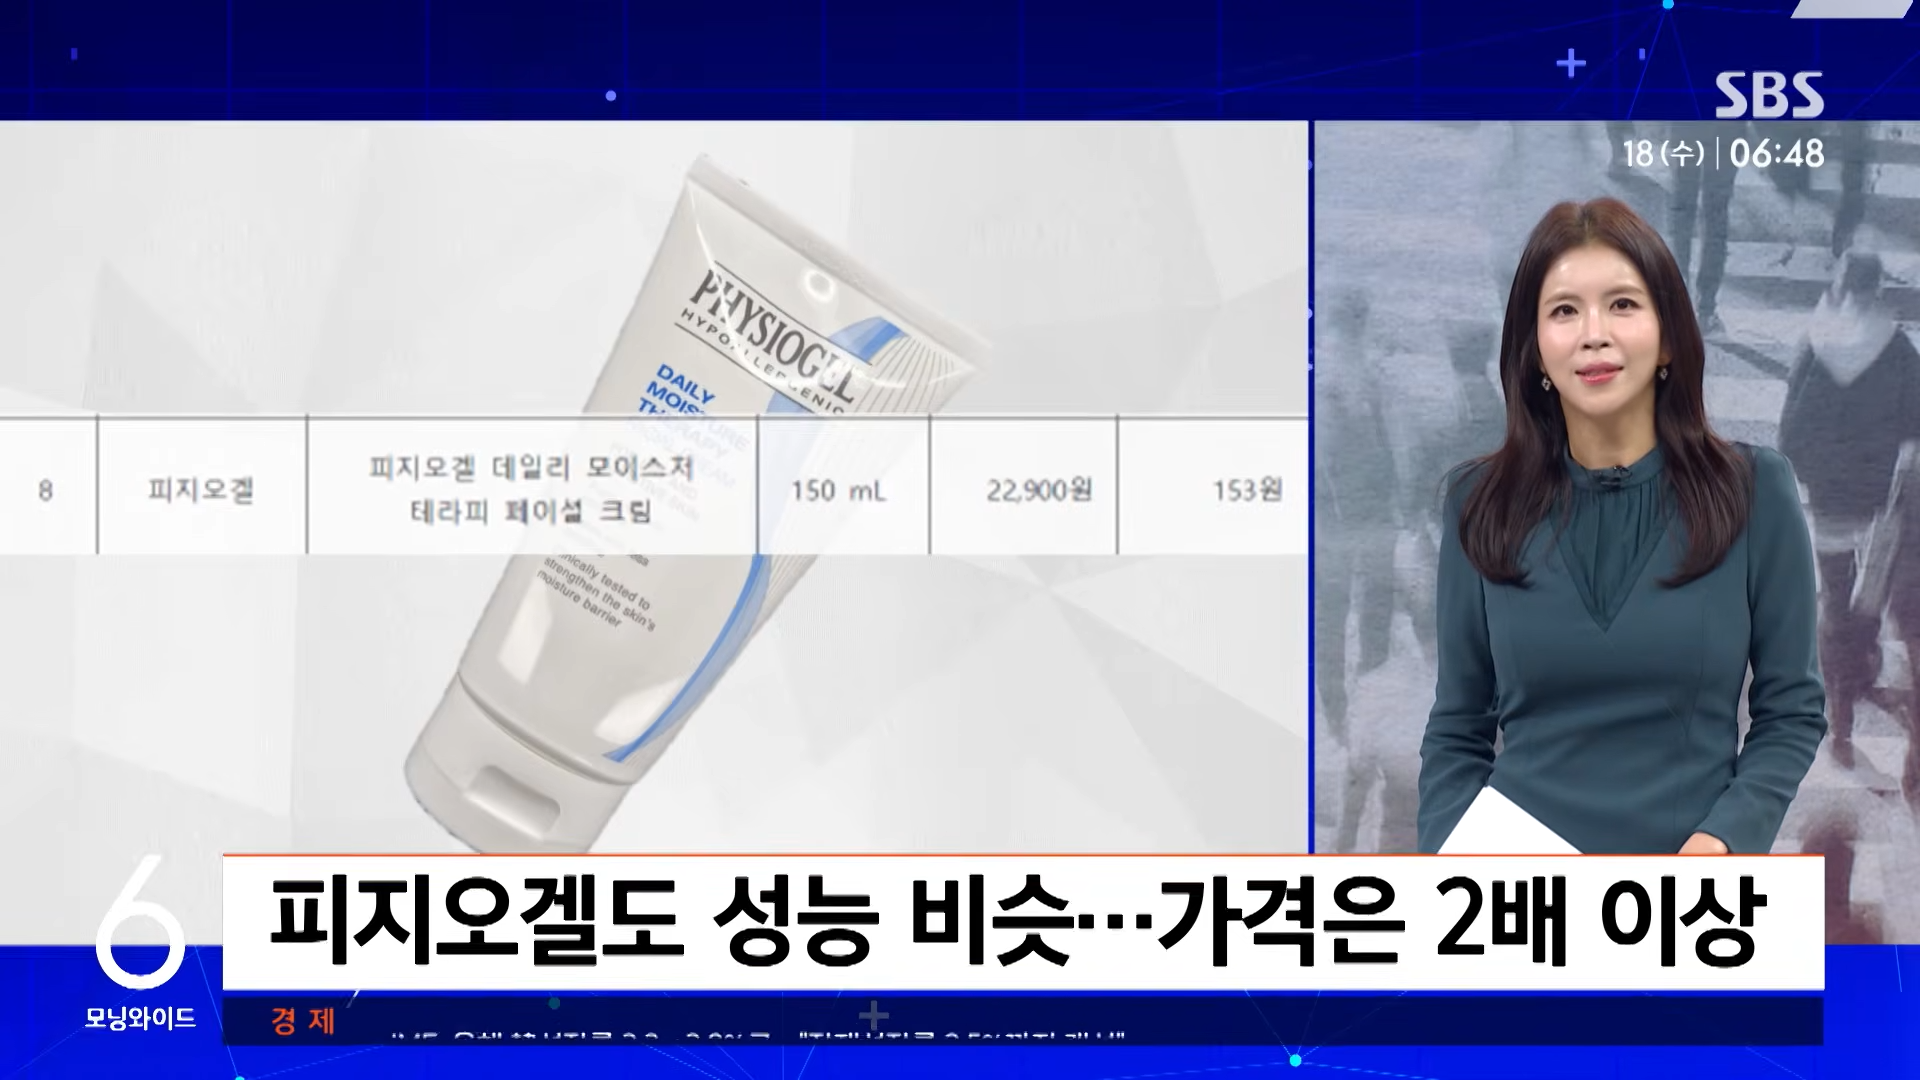 SBS
18(수) | 06:48
PHYSIOGEL
HYPOALLERGENIC
DAILY
MOISTURE
THERAPY
8 피지오겔 피지오겔 데일리 모이스저 테라피 페이셜 크림 150 mL 22,900원 153원
clinically tested to
strengthen the skin's
moisture barrier
피지오겔도 성능 비슷…가격은 2배 이상
6
모닝와이드
경제